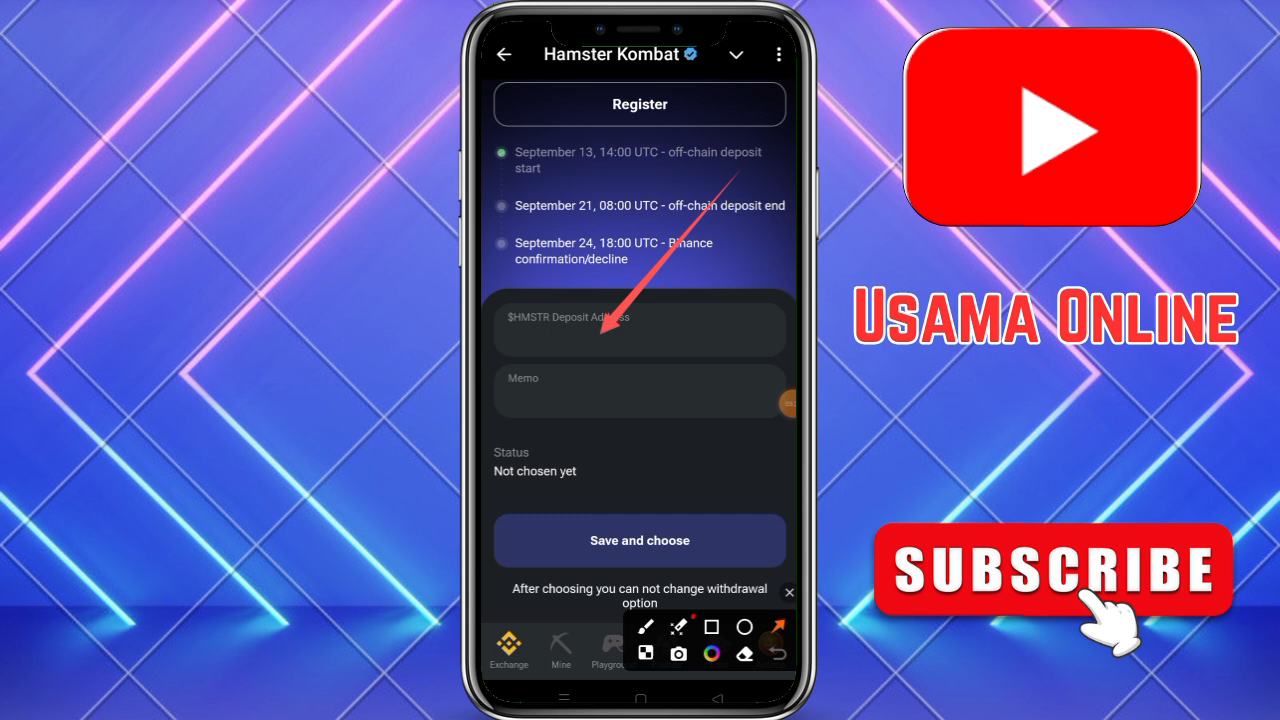 Hamster Kombat
Register
September 13, 14:00 UTC - off-chain deposit
start
September 21, 08:00 UTC - off-chain deposit end
September 24, 18:00 UTC - Binance
confirmation/decline
$HMSTR Deposit Address
Memo
Status
Not chosen yet
Save and choose
After choosing you can not change withdrawal
option
Exchange
Mine
USAMA ONLINE
SUBSCRIBE